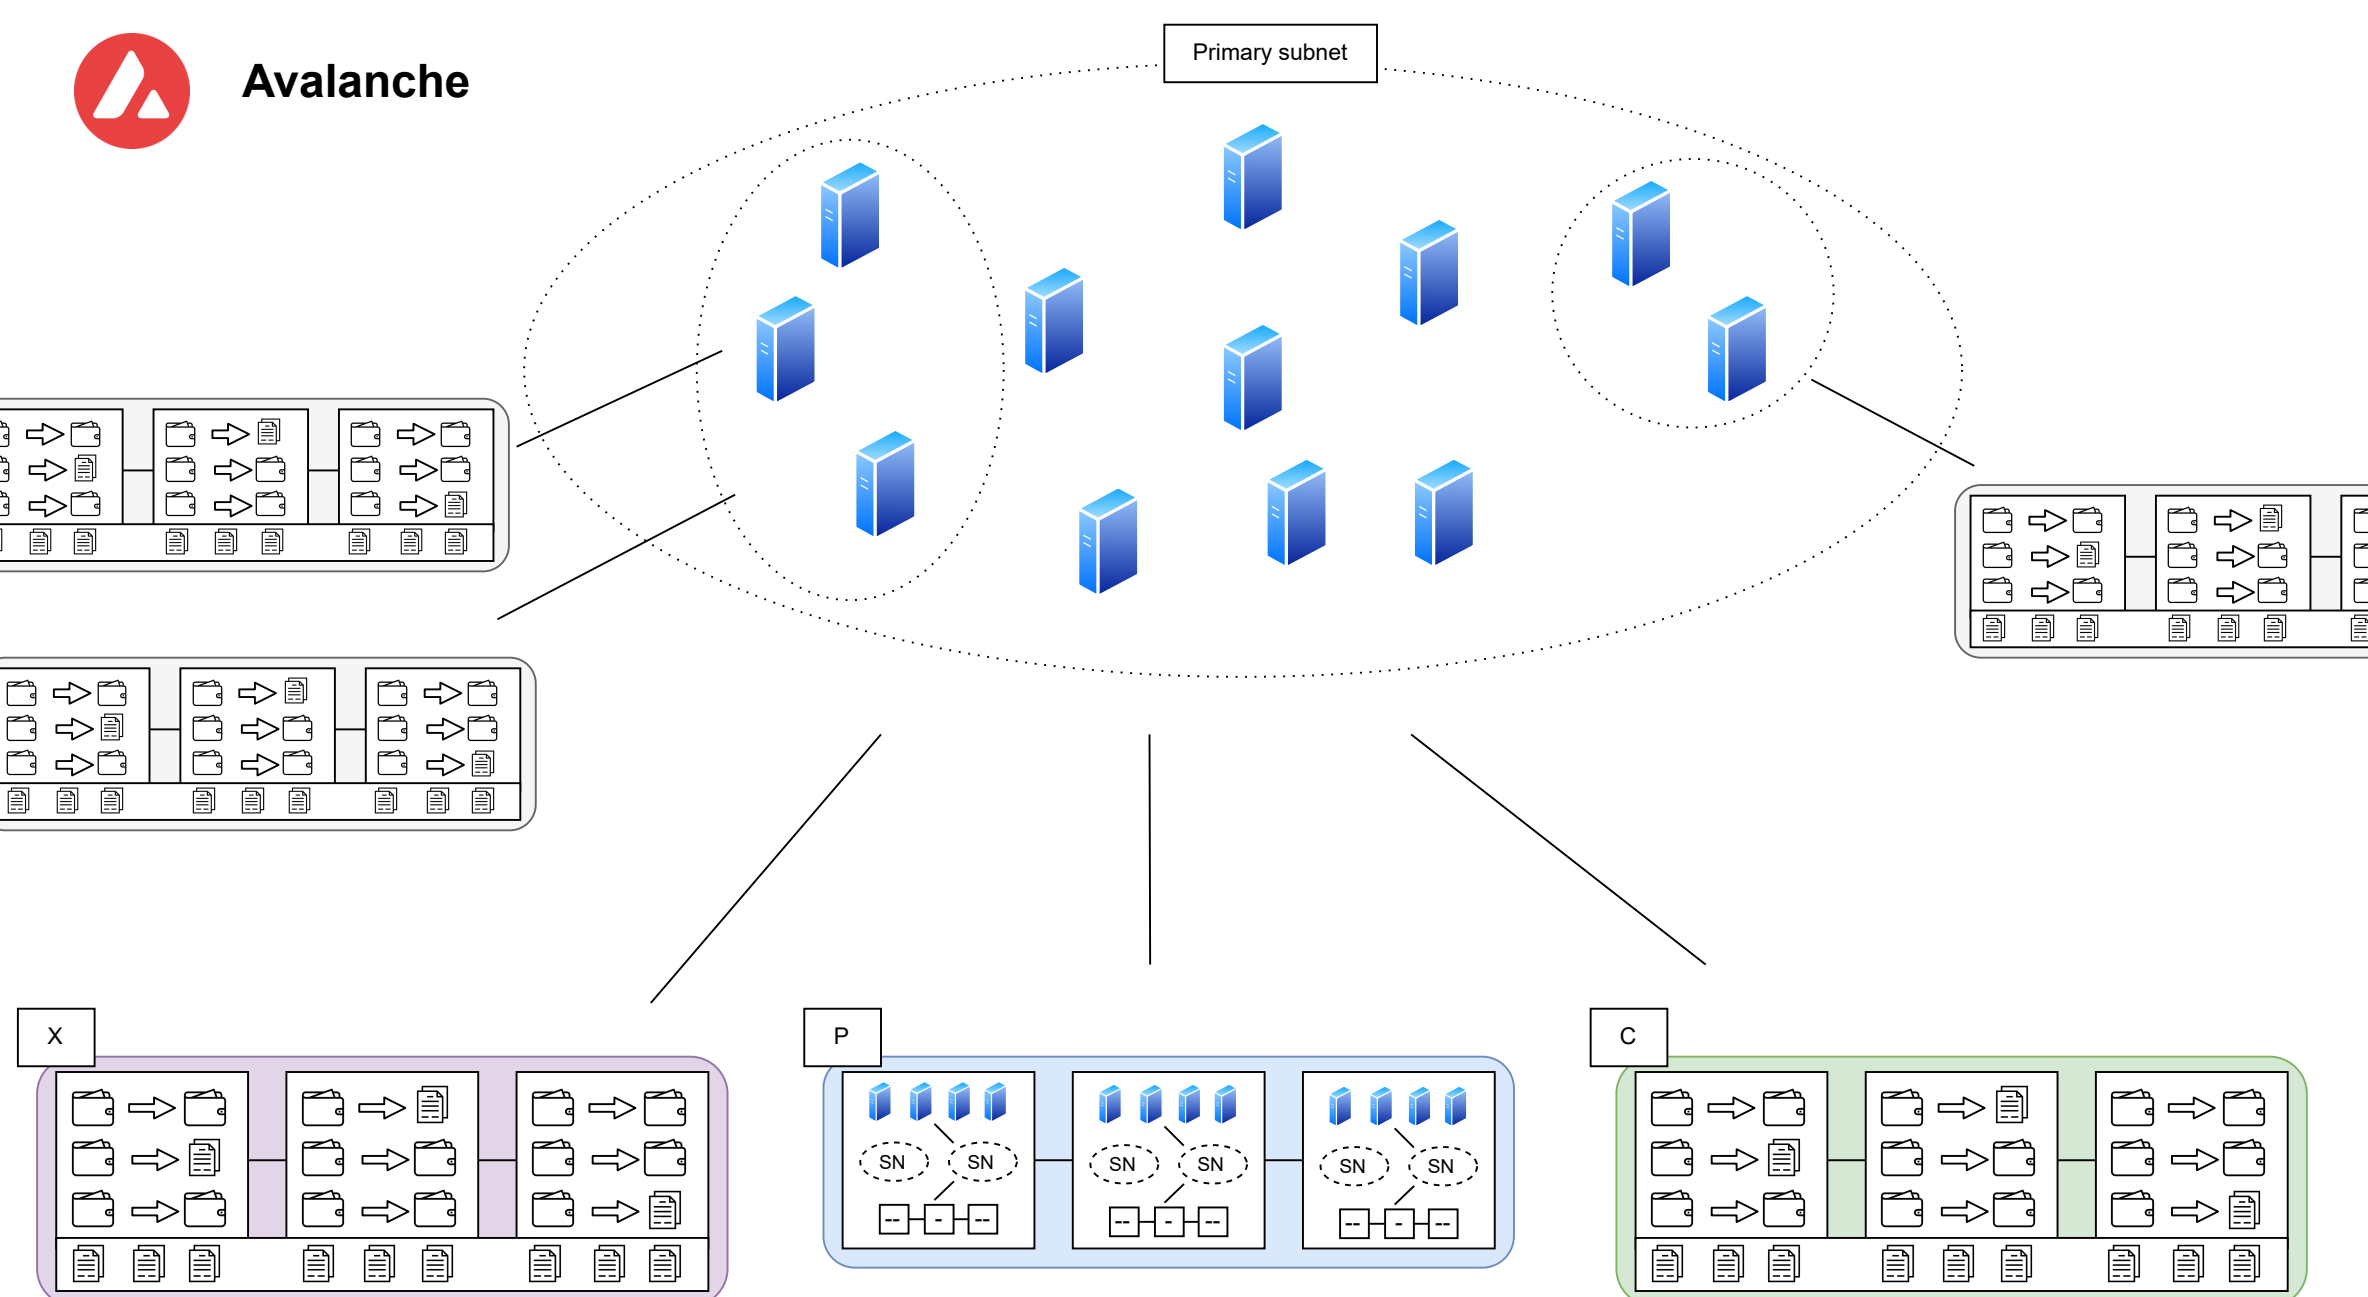 Primary subnet
Avalanche
X
P
C
SN
SN
SN
SN
SN
SN
--
-
--
--
-
--
--
-
--